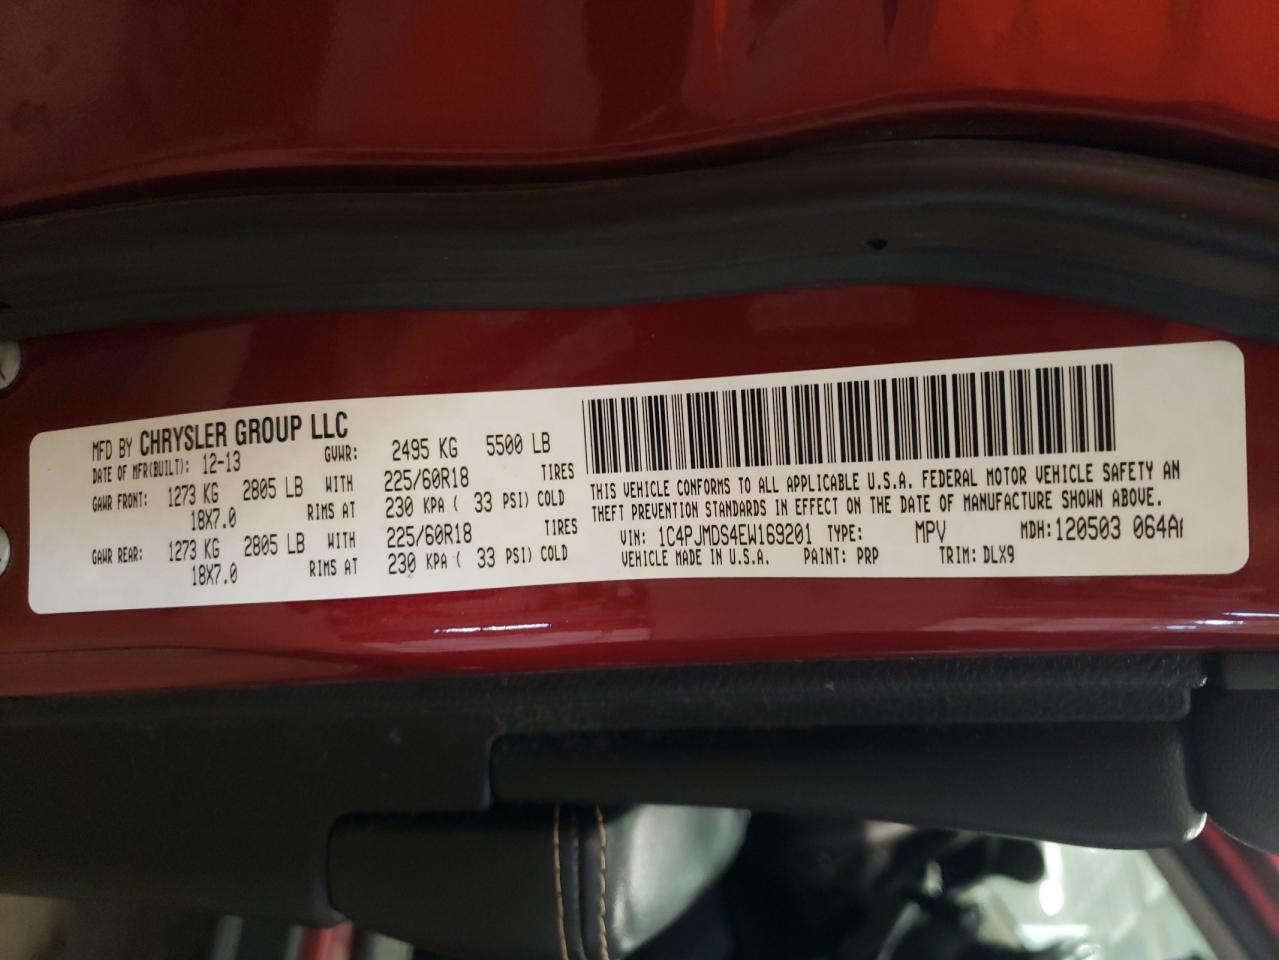 MFD BY CHRYSLER GROUP LLC
DATE OF MFR(BUILT): 12-13 GVWR: 2495 KG 5500 LB
GAWR FRONT: 1273 KG 2805 LB WITH 225/60R18 TIRES
18X7.0 RIMS AT 230 KPA ( 33 PSI) COLD
GAWR REAR: 1273 KG 2805 LB WITH 225/60R18 TIRES
18X7.0 RIMS AT 230 KPA ( 33 PSI) COLD
THIS VEHICLE CONFORMS TO ALL APPLICABLE U.S.A. FEDERAL MOTOR VEHICLE SAFETY AN
THEFT PREVENTION STANDARDS IN EFFECT ON THE DATE OF MANUFACTURE SHOWN ABOVE.
VIN: 1C4PJMDS4EW169201 TYPE: MPV MDH: 120503
VEHICLE MADE IN U.S.A. PAINT: PRP TRIM: DLX9